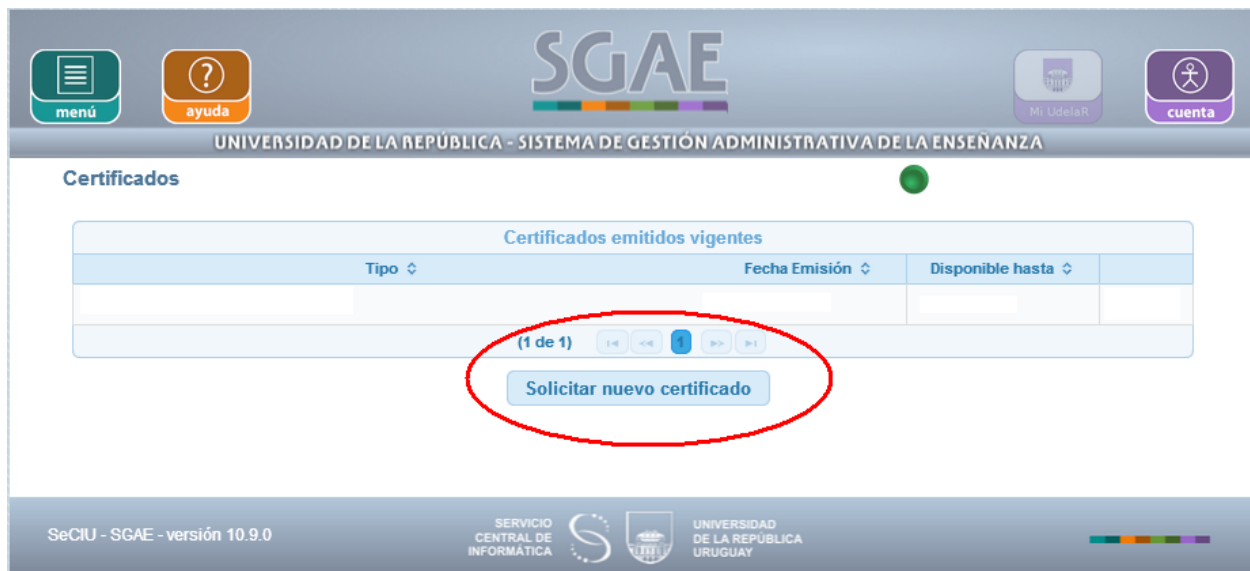 SGAE
menú
ayuda
Mi UdelaR
cuenta
UNIVERSIDAD DE LA REPÚBLICA - SISTEMA DE GESTIÓN ADMINISTRATIVA DE LA ENSEÑANZA
Certificados
Certificados emitidos vigentes
Tipo Fecha Emisión Disponible hasta
(1 de 1) 1
Solicitar nuevo certificado
SeCIU - SGAE - versión 10.9.0
SERVICIO
CENTRAL DE
INFORMÁTICA
UNIVERSIDAD
DE LA REPÚBLICA
URUGUAY